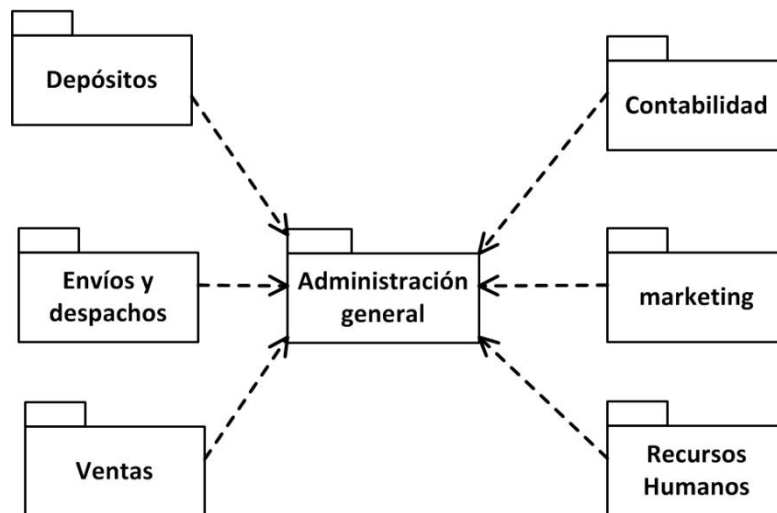 Depósitos
Contabilidad
Envíos y
despachos
Administración
general
marketing
Ventas
Recursos
Humanos